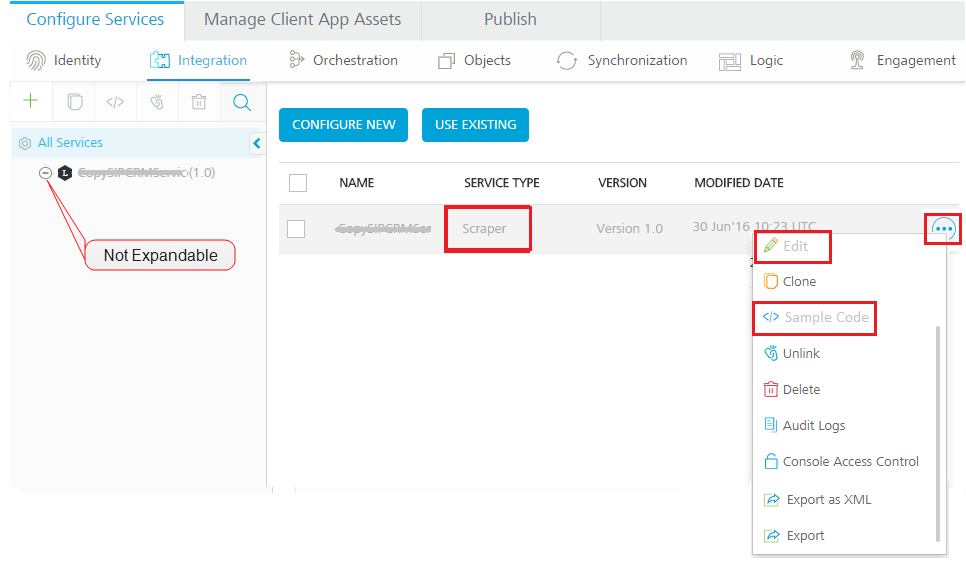 Configure Services Manage Client App Assets Publish
Identity Integration Orchestration Objects Synchronization Logic Engagement
CONFIGURE NEW USE EXISTING
All Services
L CopySIPCRMServic(1.0)
NAME SERVICE TYPE VERSION MODIFIED DATE
CopySIPCRMSer Scraper Version 1.0 30 Jun'16 10:23 UTC
Not Expandable
Edit
Clone
</> Sample Code
Unlink
Delete
Audit Logs
Console Access Control
Export as XML
Export